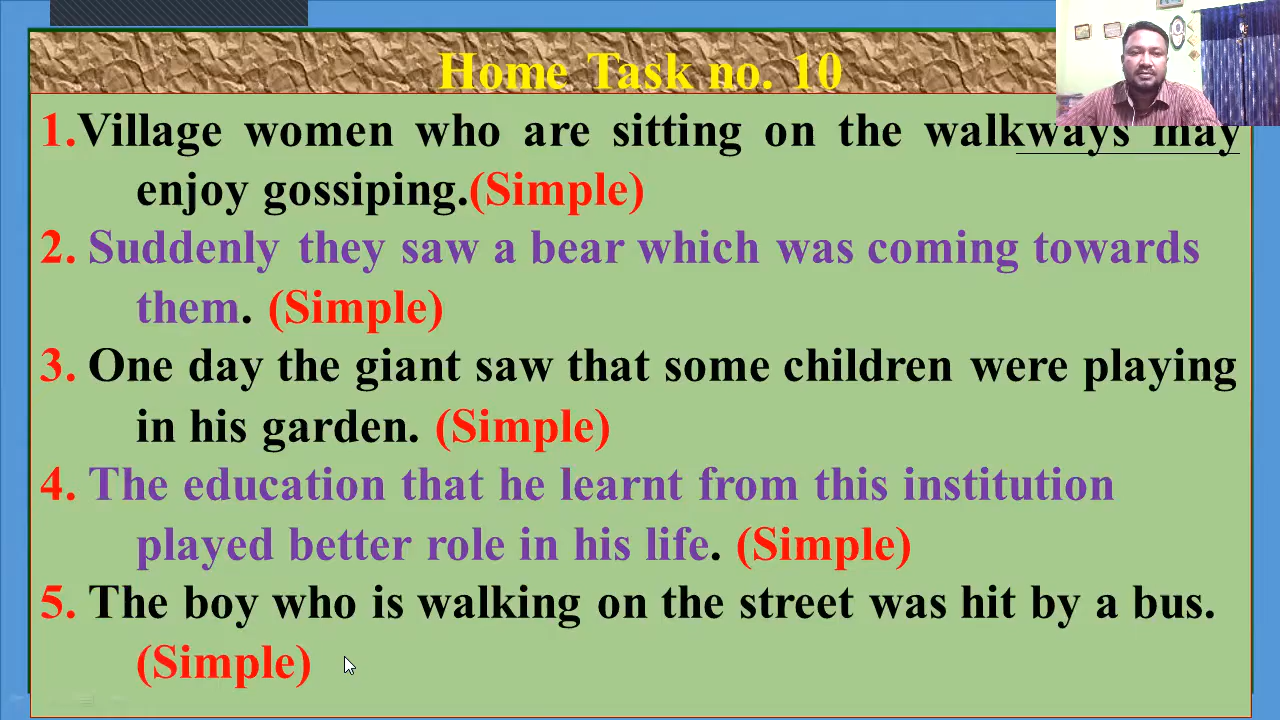 Home Task no. 10
1.Village women who are sitting on the walkways may
enjoy gossiping.(Simple)
2. Suddenly they saw a bear which was coming towards
them. (Simple)
3. One day the giant saw that some children were playing
in his garden. (Simple)
4. The education that he learnt from this institution
played better role in his life. (Simple)
5. The boy who is walking on the street was hit by a bus.
(Simple)